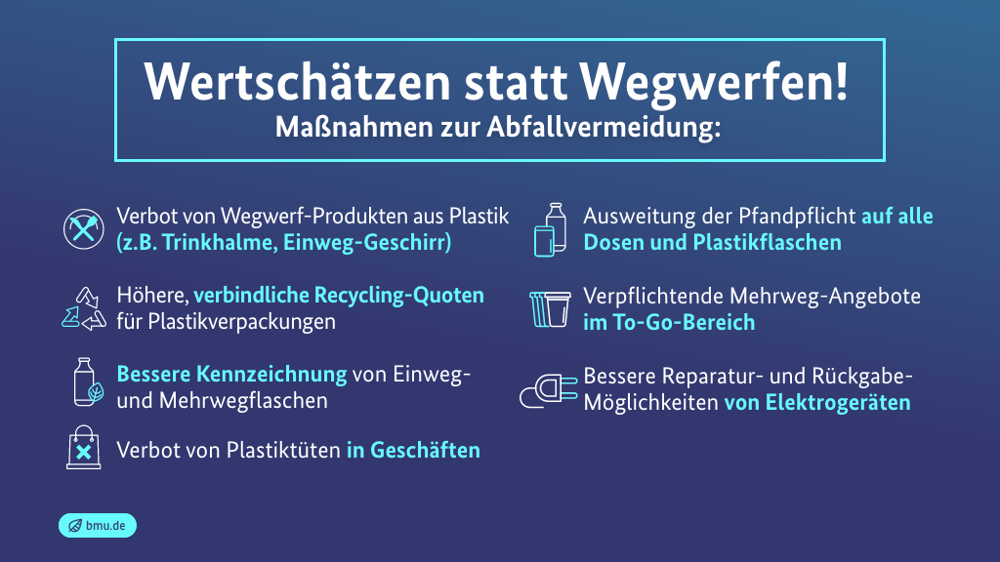 Wertschätzen statt Wegwerfen!
Maßnahmen zur Abfallvermeidung:
Verbot von Wegwerf-Produkten aus Plastik
(z.B. Trinkhalme, Einweg-Geschirr)
Höhere, verbindliche Recycling-Quoten
für Plastikverpackungen
Bessere Kennzeichnung von Einweg-
und Mehrwegflaschen
Verbot von Plastiktüten in Geschäften
Ausweitung der Pfandpflicht auf alle
Dosen und Plastikflaschen
Verpflichtende Mehrweg-Angebote
im To-Go-Bereich
Bessere Reparatur- und Rückgabe-
Möglichkeiten von Elektrogeräten
bmu.de